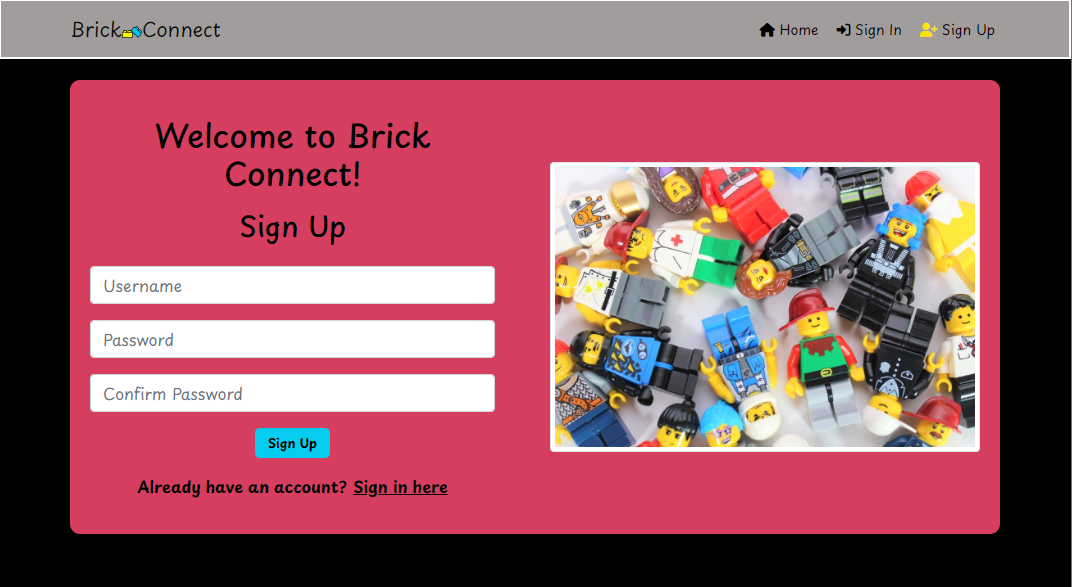 Brick Connect
Home
Sign In
Sign Up
Welcome to Brick
Connect!
Sign Up
Username
Password
Confirm Password
Sign Up
Already have an account? Sign in here